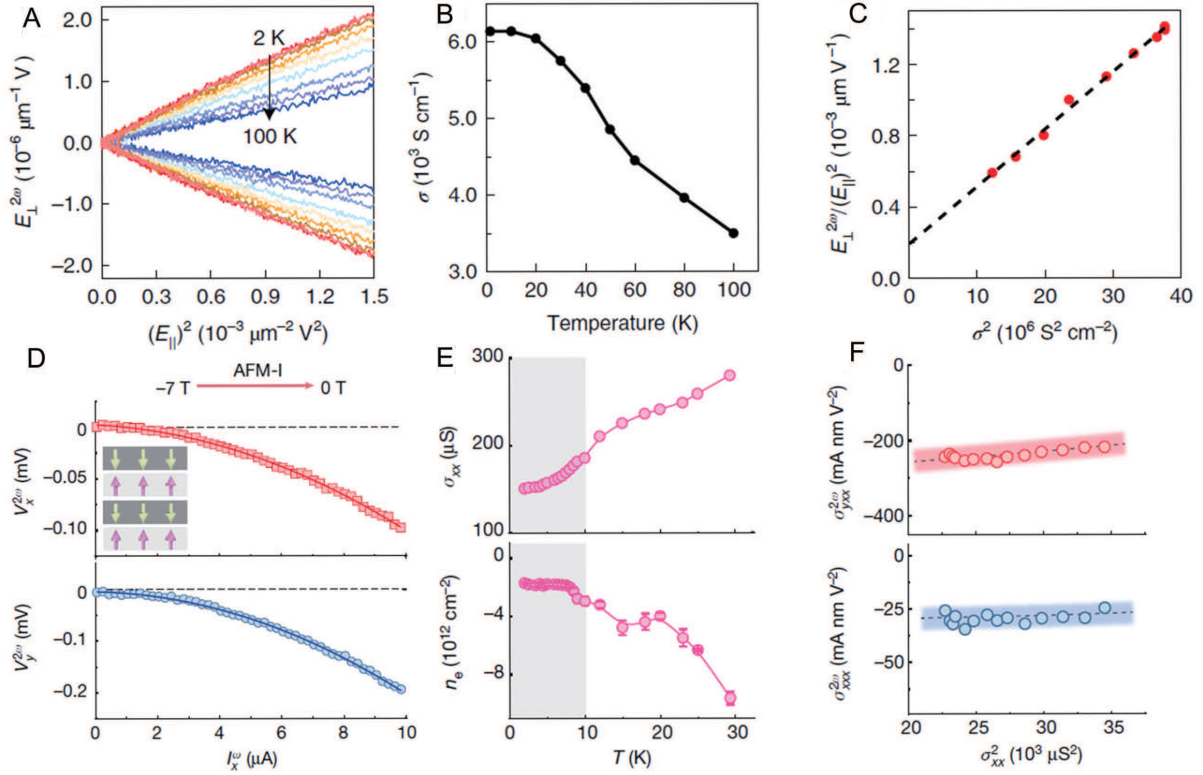 A
2.0
1.0
0.0
−1.0
−2.0
E⊥²ω (10⁻⁶ μm⁻¹ V)
2 K
100 K
0.0 0.3 0.6 0.9 1.2 1.5
(E||)² (10⁻³ μm⁻² V²)
B
6.0
5.0
4.0
3.0
σ (10³ S cm⁻¹)
0 20 40 60 80 100
Temperature (K)
C
1.2
0.8
0.4
0.0
E⊥²ω/(E||)² (10⁻³ μm V⁻¹)
0 10 20 30 40
σ² (10⁶ S² cm⁻²)
D
AFM-I
−7 T 0 T
0
−0.05
−0.10
Vx²ω (mV)
0
−0.1
−0.2
Vy²ω (mV)
0 2 4 6 8 10
Ixω (μA)
E
300
200
100
σxx (μS)
0
−4
−8
ne (10¹² cm⁻²)
0 10 20 30
T (K)
F
0
−200
−400
σyxx²ω (mA nm V⁻²)
0
−25
−50
σxxx²ω (mA nm V⁻²)
20 25 30 35 40
σxx² (10³ μS²)